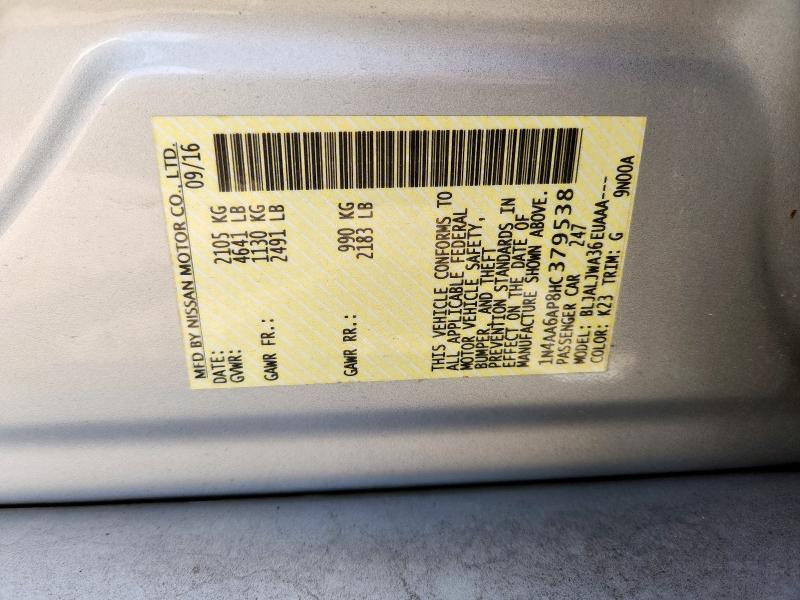 MFD BY NISSAN MOTOR CO., LTD.
DATE: 09/16
GVWR: 2105 KG
4641 LB
GAWR FR.: 1130 KG
2491 LB
GAWR RR.: 990 KG
2183 LB
THIS VEHICLE CONFORMS TO
ALL APPLICABLE FEDERAL
MOTOR VEHICLE SAFETY,
BUMPER, AND THEFT
PREVENTION STANDARDS IN
EFFECT ON THE DATE OF
MANUFACTURE SHOWN ABOVE.
1N4AA6AP8HC379538
PASSENGER CAR 247
MODEL: BLJALJWA36EUAAA---
COLOR: K23 TRIM: G 9N00A